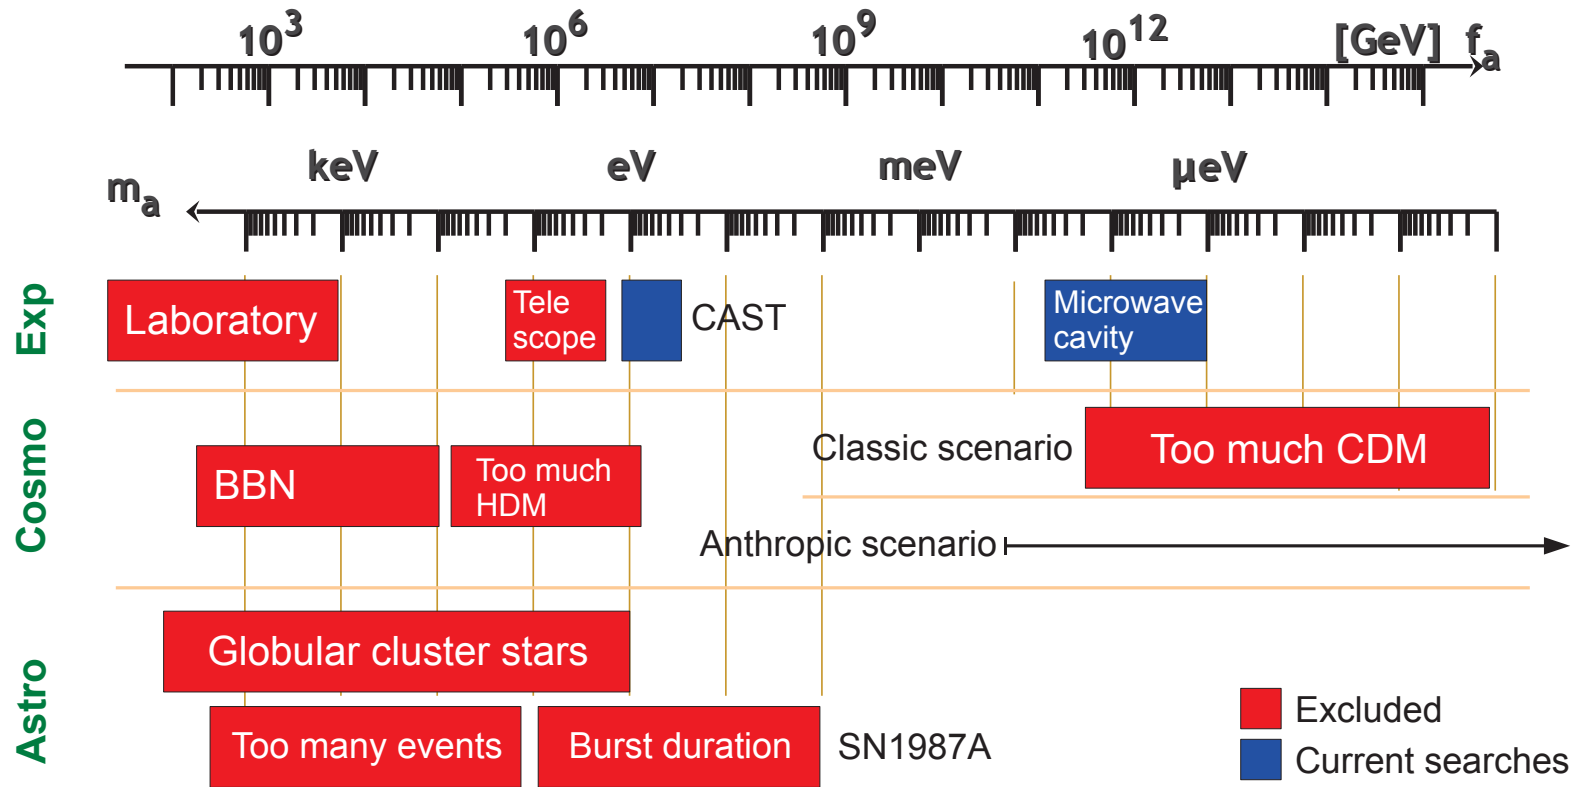 10³ 10⁶ 10⁹ 10¹² [GeV] fₐ
keV eV meV µeV
mₐ
Exp
Laboratory
Tele
scope
CAST
Microwave
cavity
Cosmo
Classic scenario
Too much CDM
BBN
Too much
HDM
Anthropic scenario
Astro
Globular cluster stars
Too many events
Burst duration
SN1987A
Excluded
Current searches